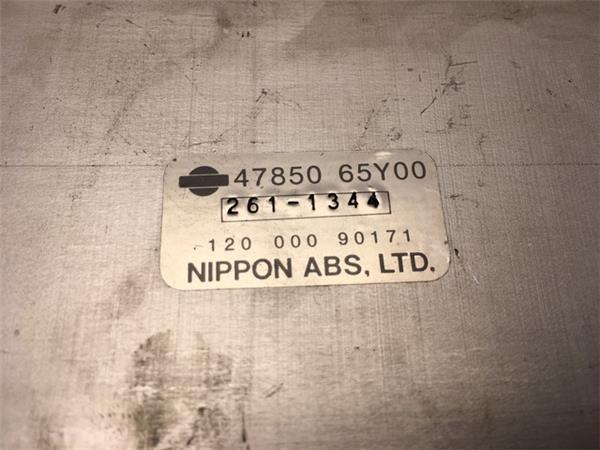 47850 65Y00
261-1344
120 000 90171
NIPPON ABS, LTD.